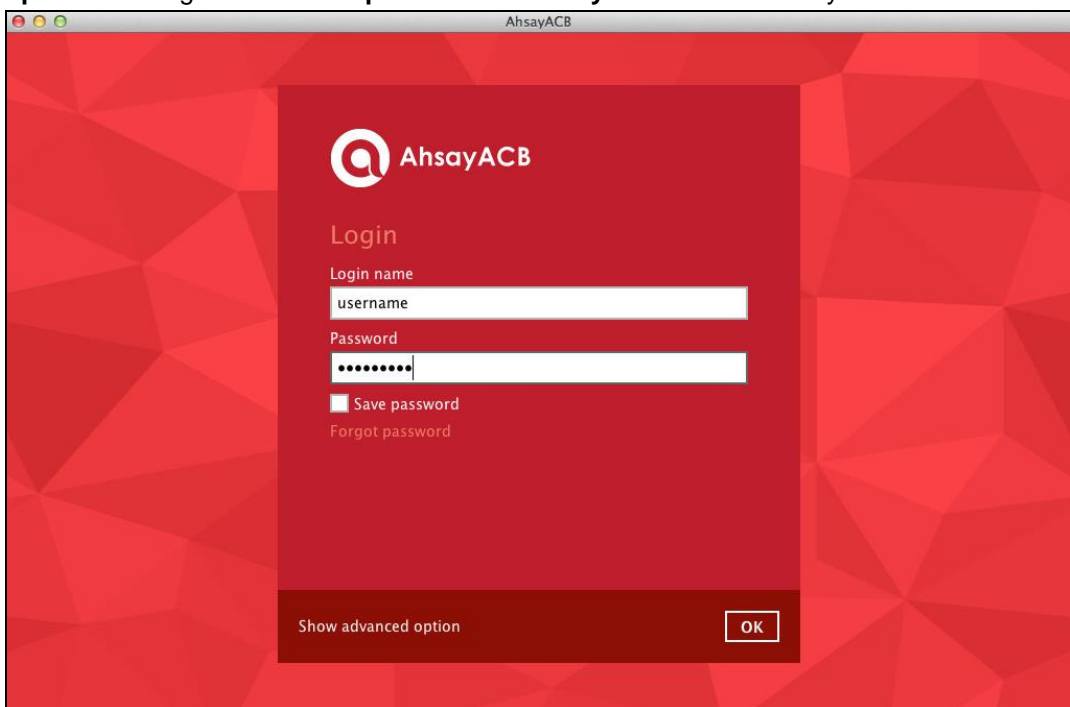 AhsayACB
AhsayACB
Login
Login name
username
Password
•••••••••
Save password
Forgot password
Show advanced option
OK